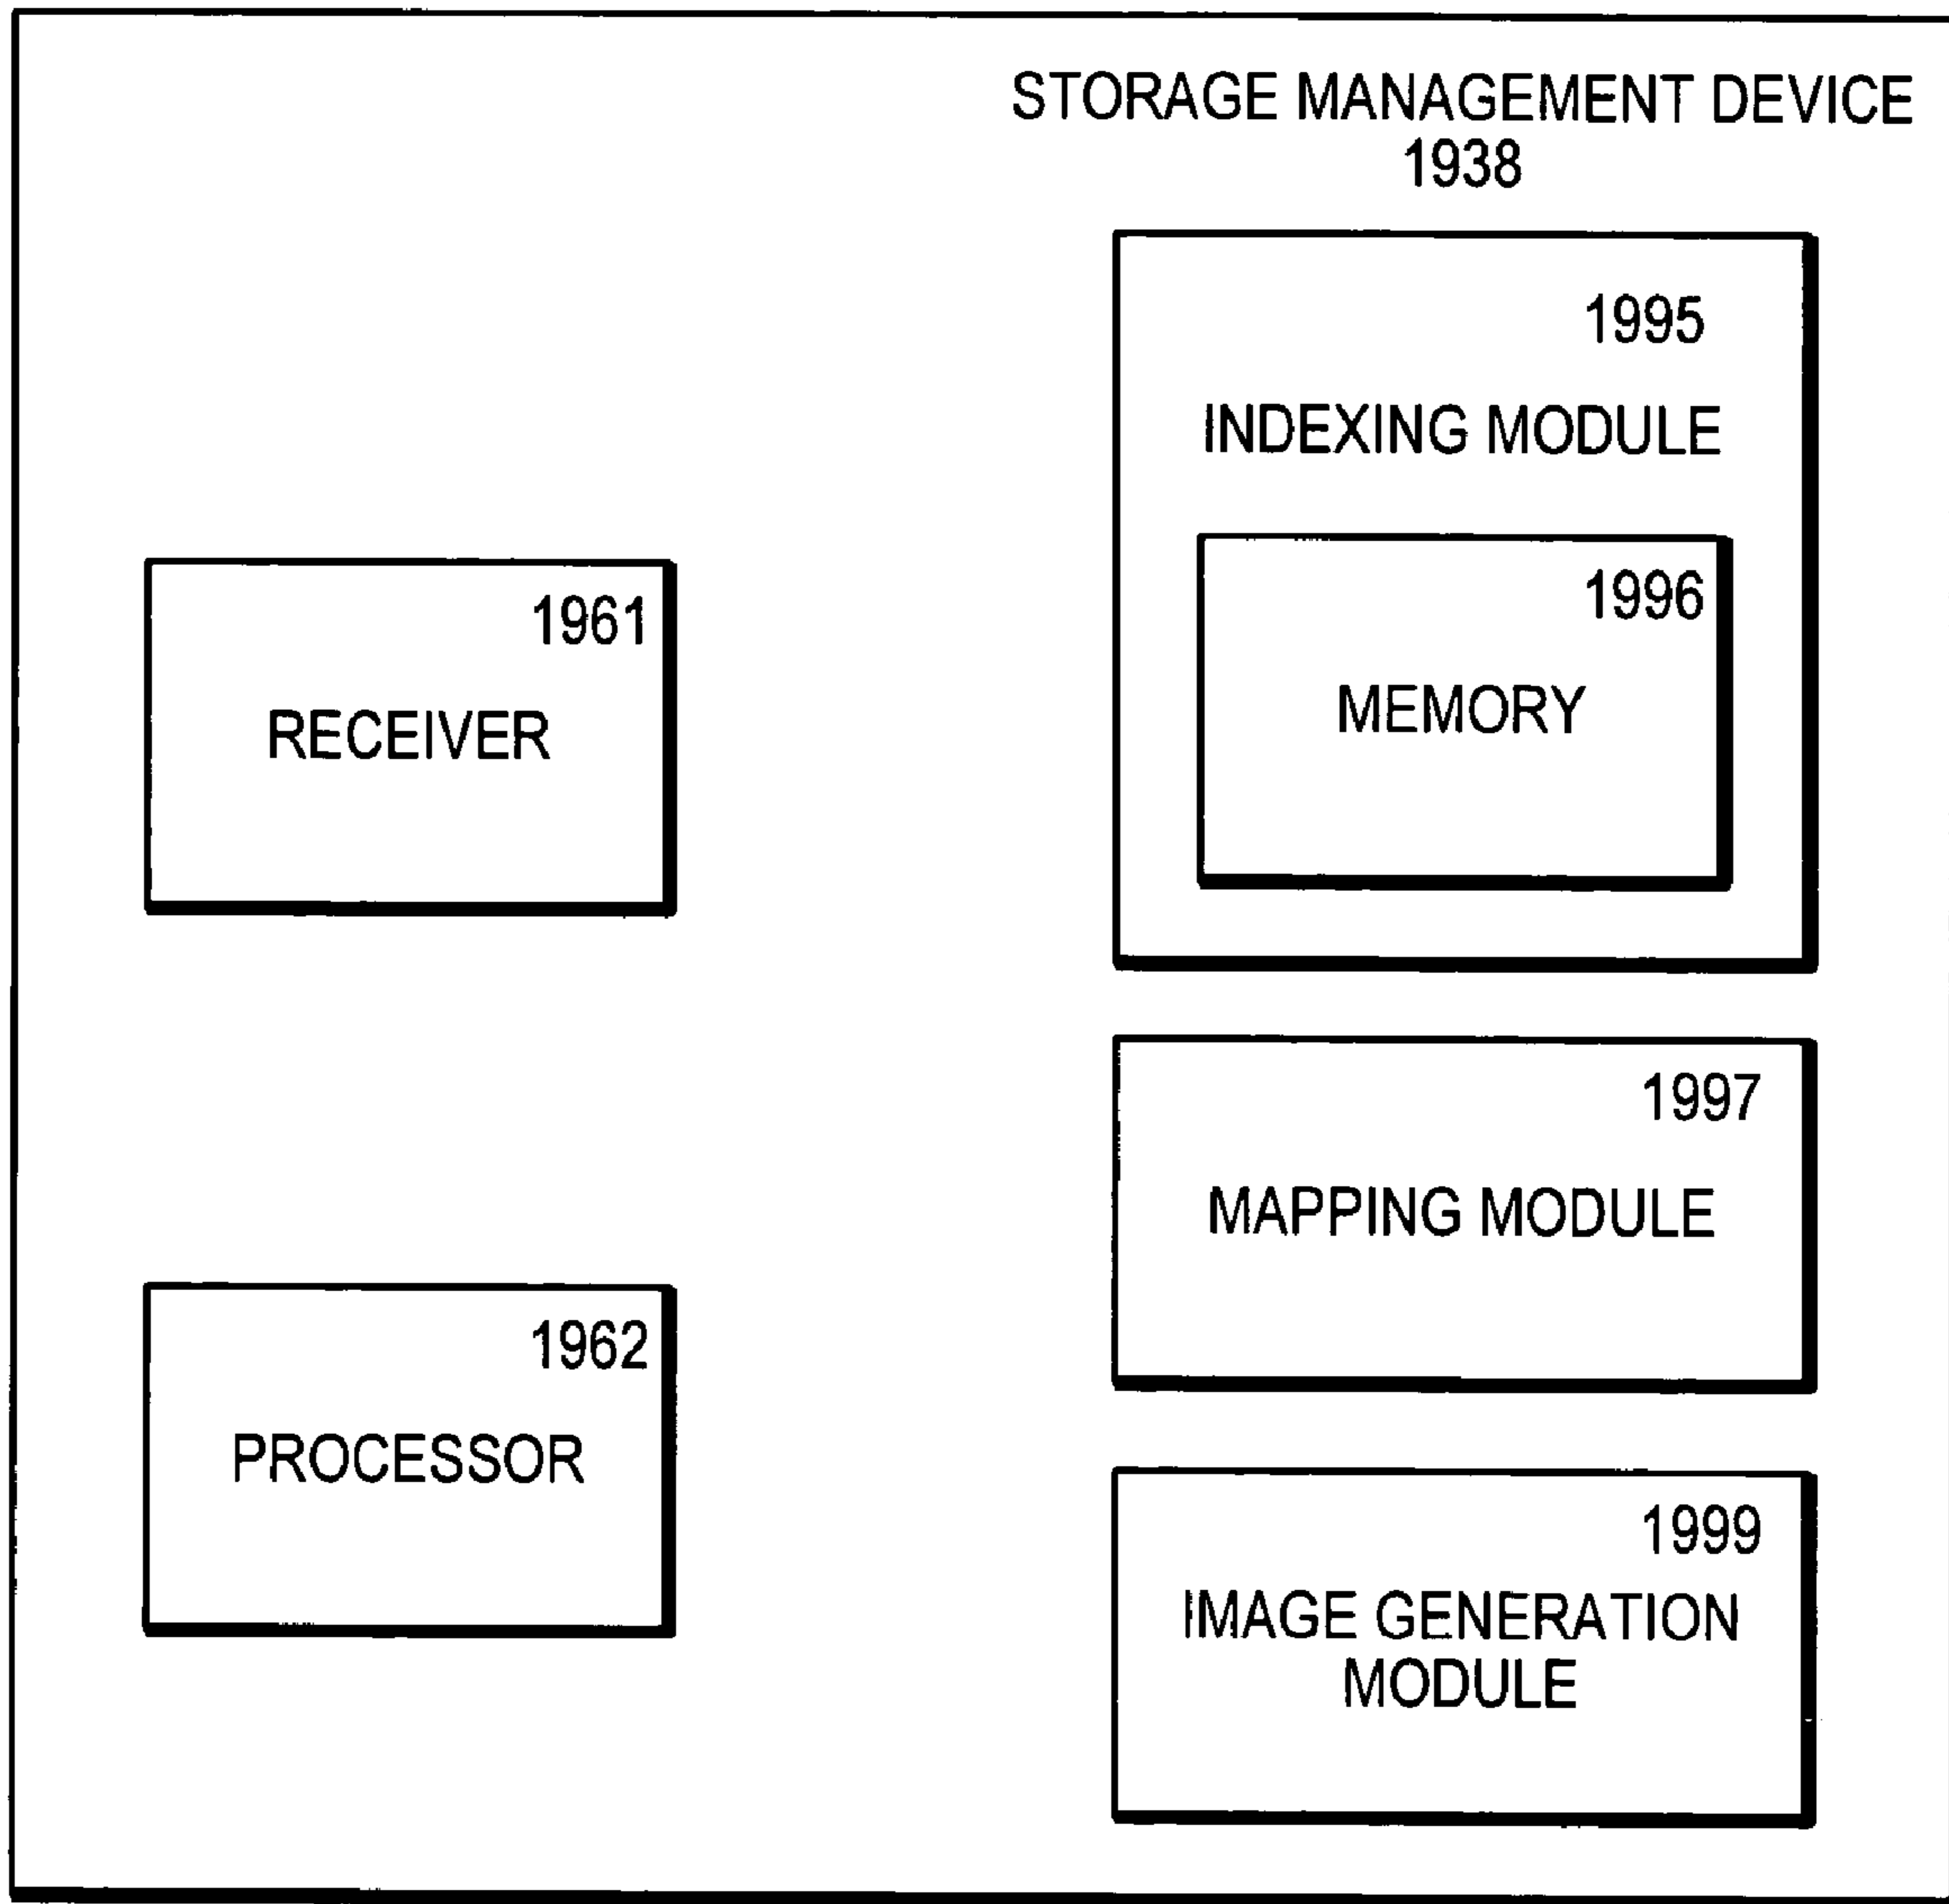 STORAGE MANAGEMENT DEVICE
1938
1995
INDEXING MODULE
1996
MEMORY
1961
RECEIVER
1997
MAPPING MODULE
1962
PROCESSOR
1999
IMAGE GENERATION
MODULE